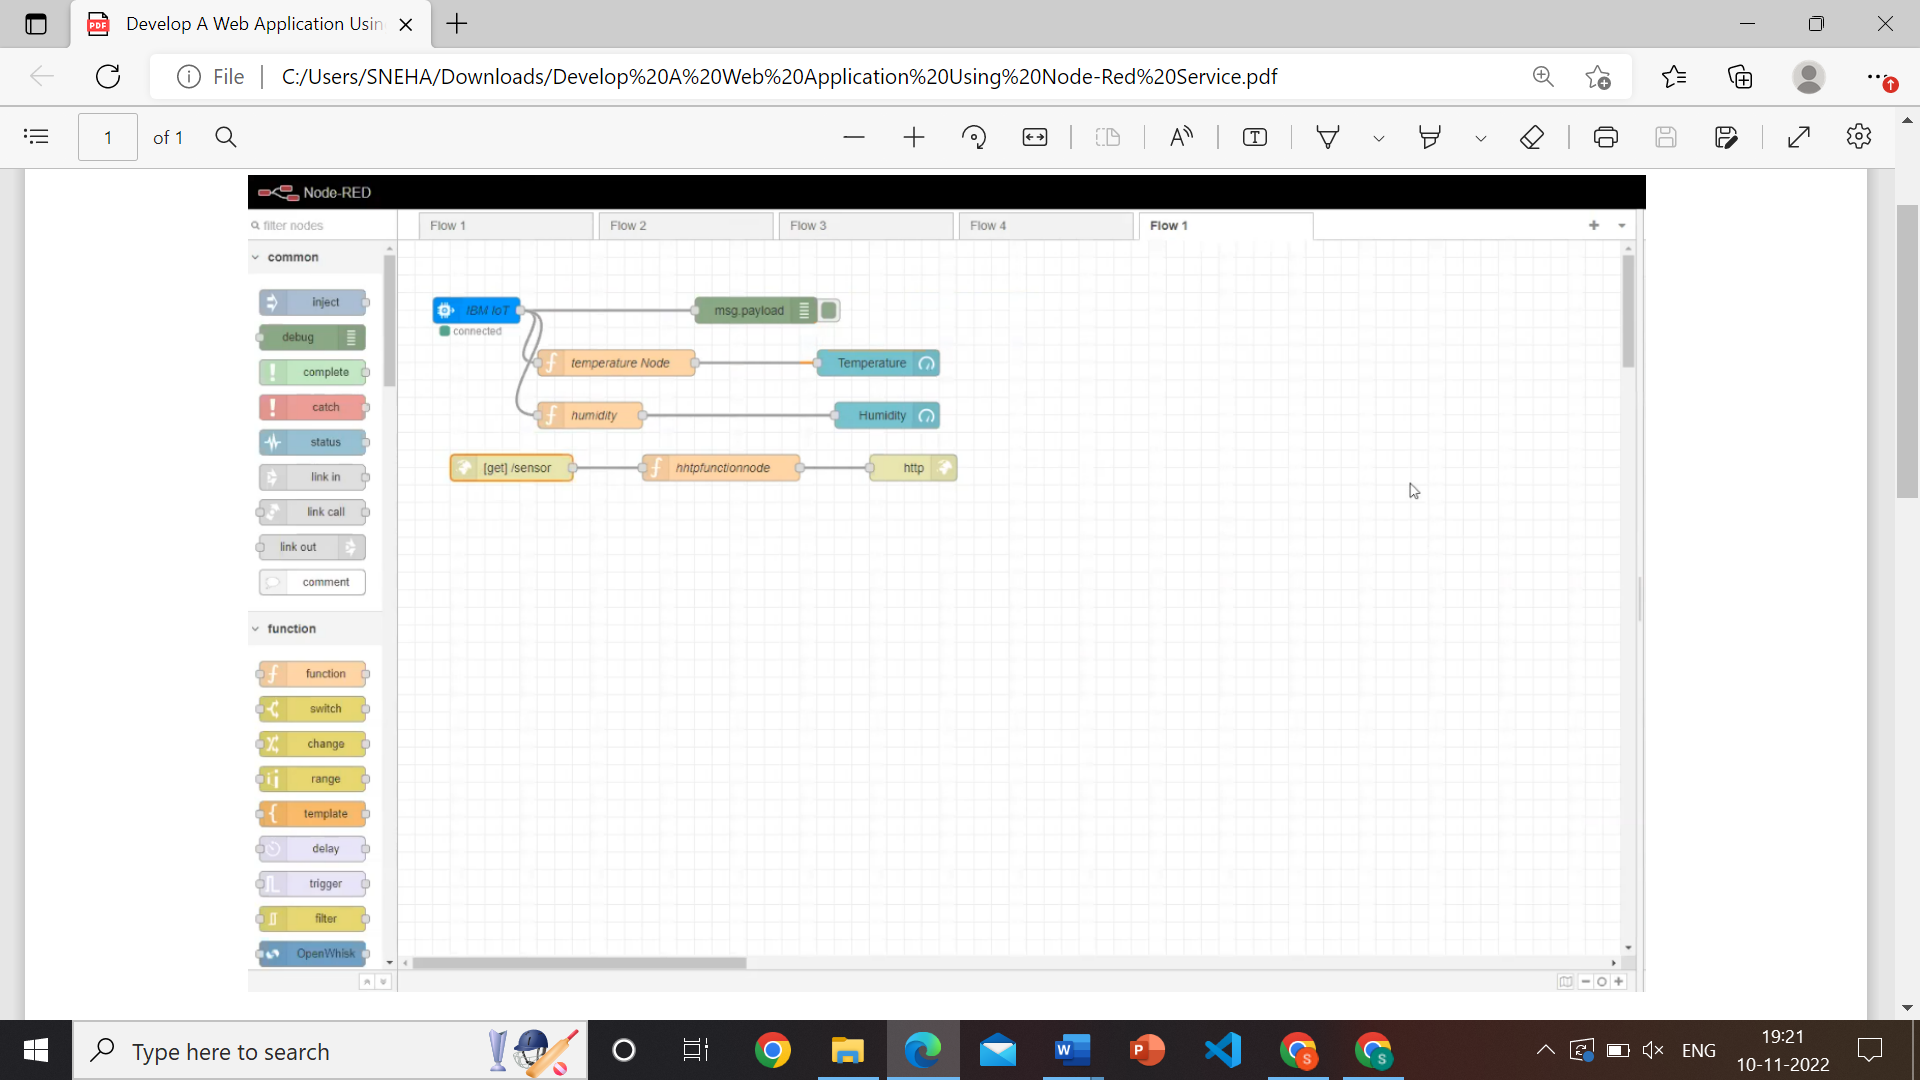 Develop A Web Application Usin
File
C:/Users/SNEHA/Downloads/Develop%20A%20Web%20Application%20Using%20Node-Red%20Service.pdf
1 of 1
Node-RED
filter nodes
Flow 1 Flow 2 Flow 3 Flow 4 Flow 1
common
inject
debug
complete
catch
status
link in
link call
link out
comment
function
function
switch
change
range
template
delay
trigger
filter
OpenWhisk
IBM IoT
connected
msg.payload
temperature Node
Temperature
humidity
Humidity
[get] /sensor
hhtpfunctionnode
http
Type here to search
ENG
19:21
10-11-2022